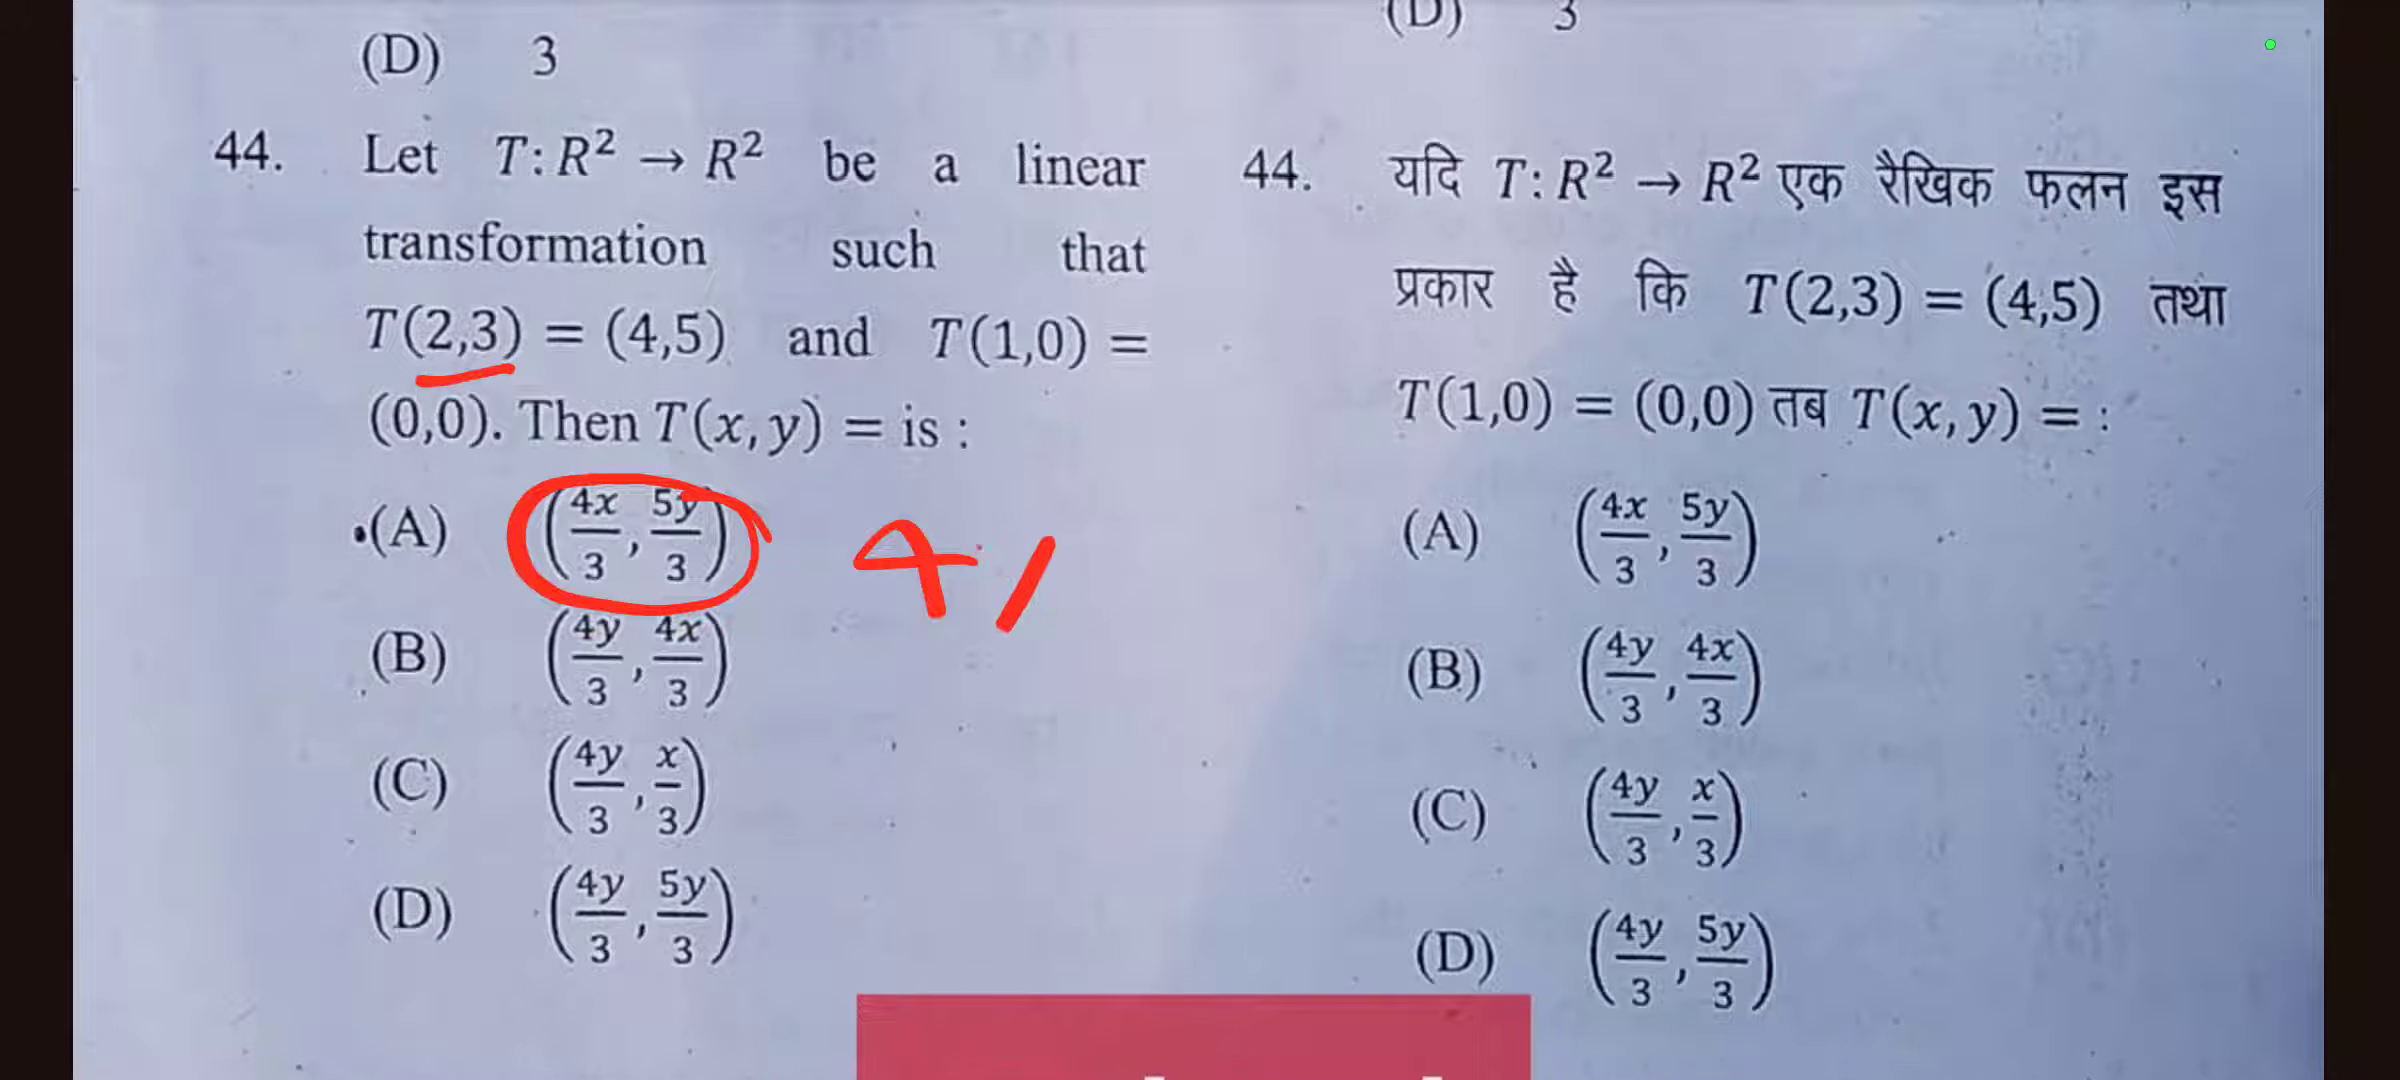 (D) 3
44. Let T: R² → R² be a linear
transformation such that
T(2,3) = (4,5) and T(1,0) =
(0,0). Then T(x, y) = is :
(A) (4x/3, 5y/3) 4/
(B) (4y/3, 4x/3)
(C) (4y/3, x/3)
(D) (4y/3, 5y/3)
(D) 3
44. यदि T: R² → R² एक रैखिक फलन इस
प्रकार है कि T(2,3) = (4,5) तथा
T(1,0) = (0,0) तब T(x, y) = :
(A) (4x/3, 5y/3)
(B) (4y/3, 4x/3)
(C) (4y/3, x/3)
(D) (4y/3, 5y/3)